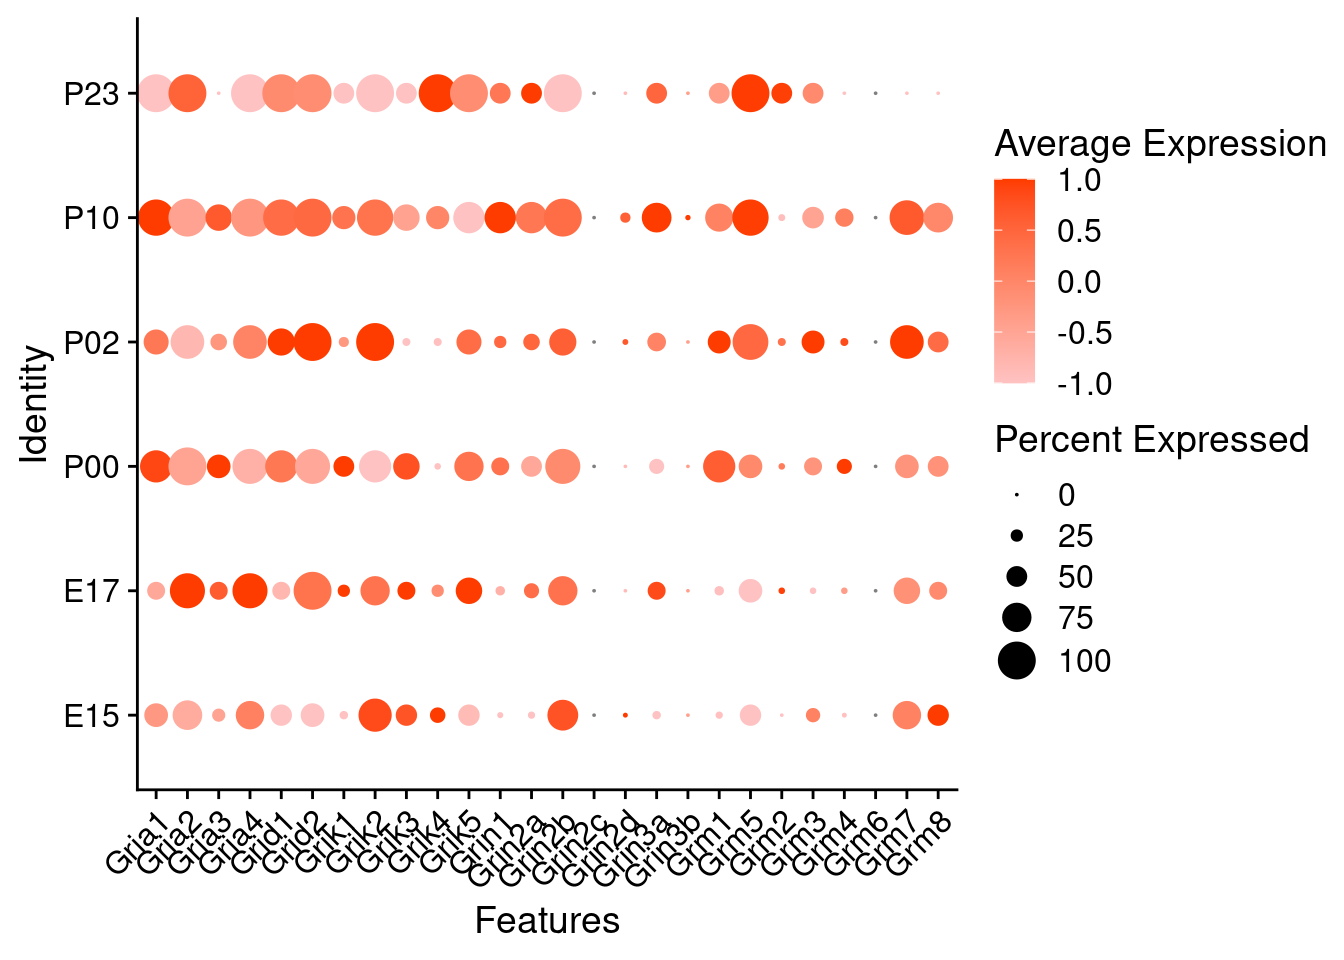 P23
P10
P02
P00
E17
E15
Identity
Gria1
Gria2
Gria3
Gria4
Grid1
Grid2
Grik1
Grik2
Grik3
Grik4
Grik5
Grin1
Grin2a
Grin2b
Grin2c
Grin2d
Grin3a
Grin3b
Grm1
Grm5
Grm2
Grm3
Grm4
Grm6
Grm7
Grm8
Features
Average Expression
1.0
0.5
0.0
-0.5
-1.0
Percent Expressed
0
25
50
75
100